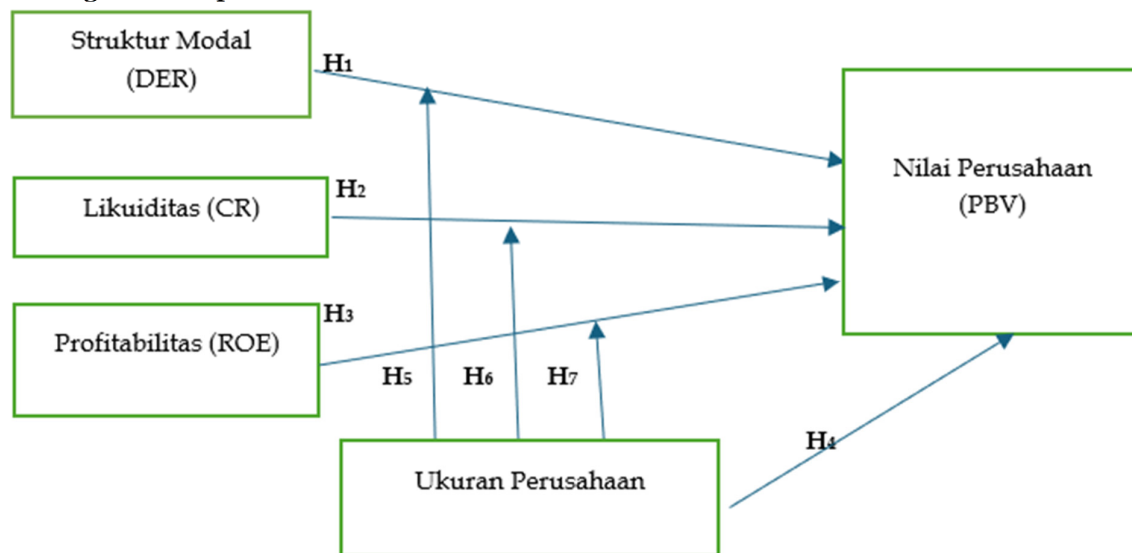 Struktur Modal
(DER)
H1
Nilai Perusahaan
(PBV)
H2
Likuiditas (CR)
H3
Profitabilitas (ROE)
H5
H6
H7
H4
Ukuran Perusahaan